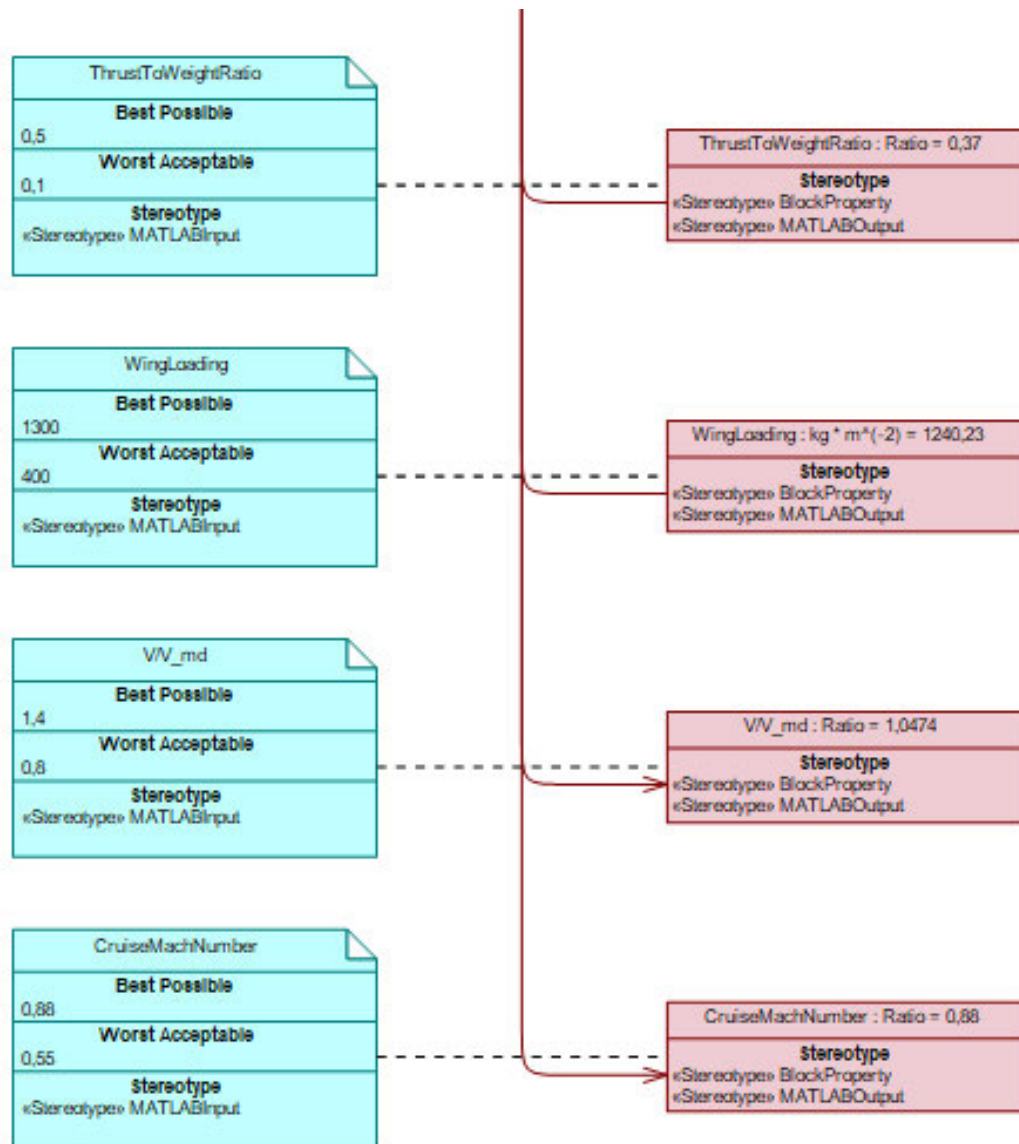 ThrustToWeightRatio
Best Possible
0,5
Worst Acceptable
0,1
Stereotype
«Stereotype» MATLABInput
ThrustToWeightRatio : Ratio = 0,37
Stereotype
«Stereotype» BlockProperty
«Stereotype» MATLABOutput
WingLoading
Best Possible
1300
Worst Acceptable
400
Stereotype
«Stereotype» MATLABInput
WingLoading : kg * m^(-2) = 1240,23
Stereotype
«Stereotype» BlockProperty
«Stereotype» MATLABOutput
V/V_md
Best Possible
1,4
Worst Acceptable
0,8
Stereotype
«Stereotype» MATLABInput
V/V_md : Ratio = 1,0474
Stereotype
«Stereotype» BlockProperty
«Stereotype» MATLABOutput
CruiseMachNumber
Best Possible
0,88
Worst Acceptable
0,55
Stereotype
«Stereotype» MATLABInput
CruiseMachNumber : Ratio = 0,88
Stereotype
«Stereotype» BlockProperty
«Stereotype» MATLABOutput